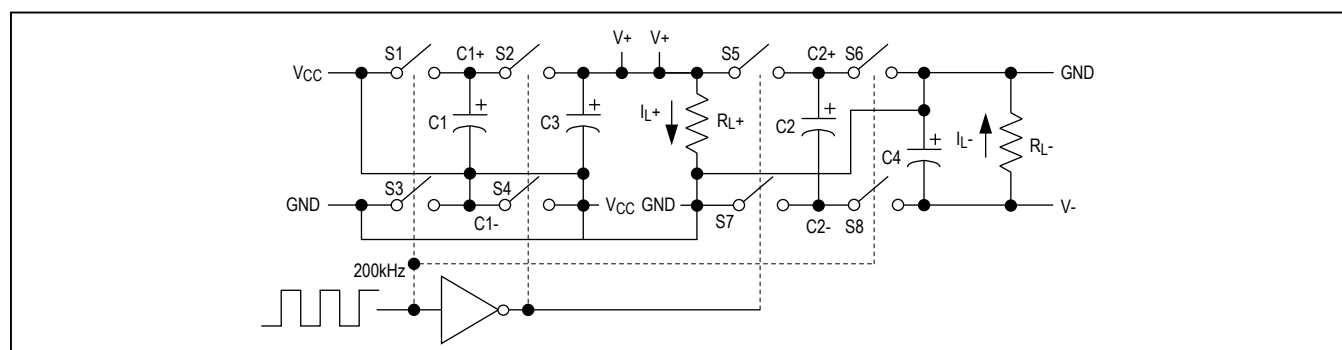 V+ V+
S1 C1+ S2 S5 C2+ S6
VCC GND
+ + + +
IL+ RL+
C1 C3 C2 C4 IL- RL-
S3 S4
GND VCC GND V-
C1- S7 C2- S8
200kHz